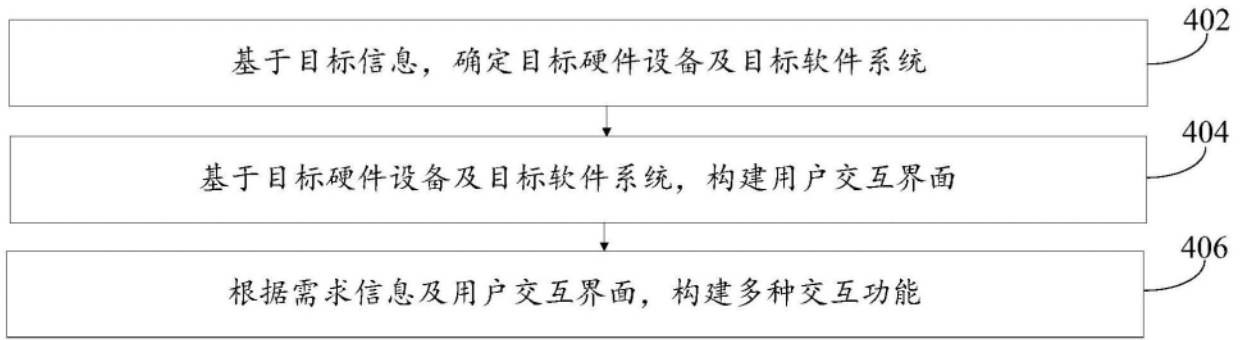 402
基于目标信息，确定目标硬件设备及目标软件系统
404
基于目标硬件设备及目标软件系统，构建用户交互界面
406
根据需求信息及用户交互界面，构建多种交互功能